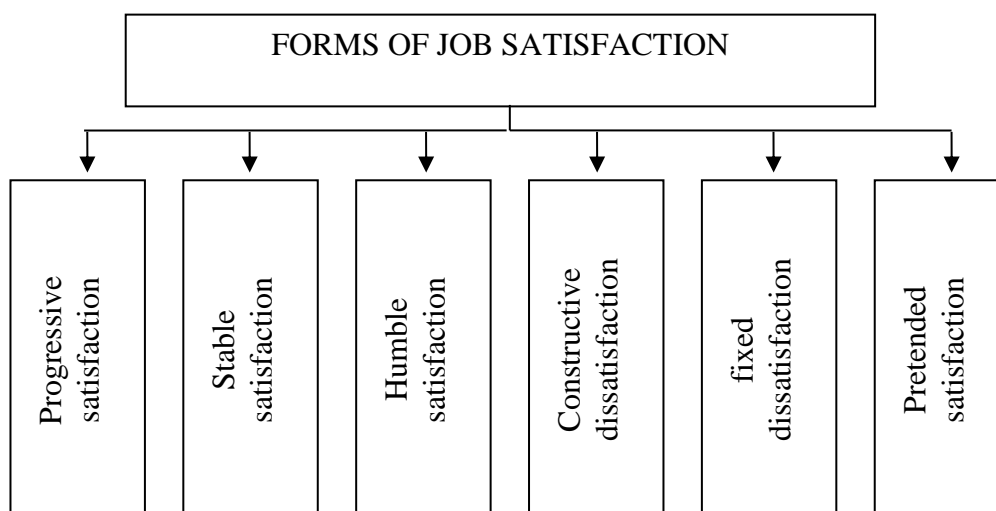 FORMS OF JOB SATISFACTION
Progressive
satisfaction
Stable
satisfaction
Humble
satisfaction
Constructive
dissatisfaction
fixed
dissatisfaction
Pretended
satisfaction